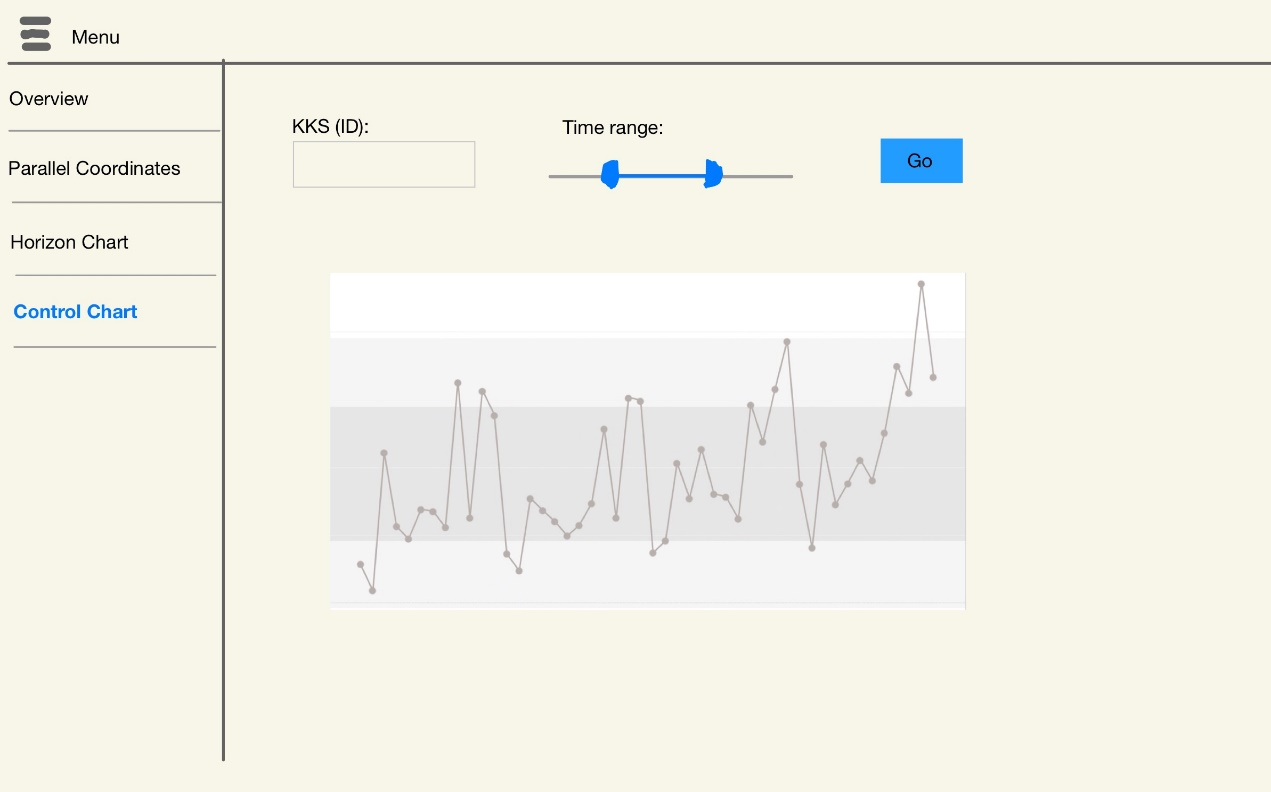 Menu
Overview
Parallel Coordinates
Horizon Chart
Control Chart
KKS (ID):
Time range:
Go